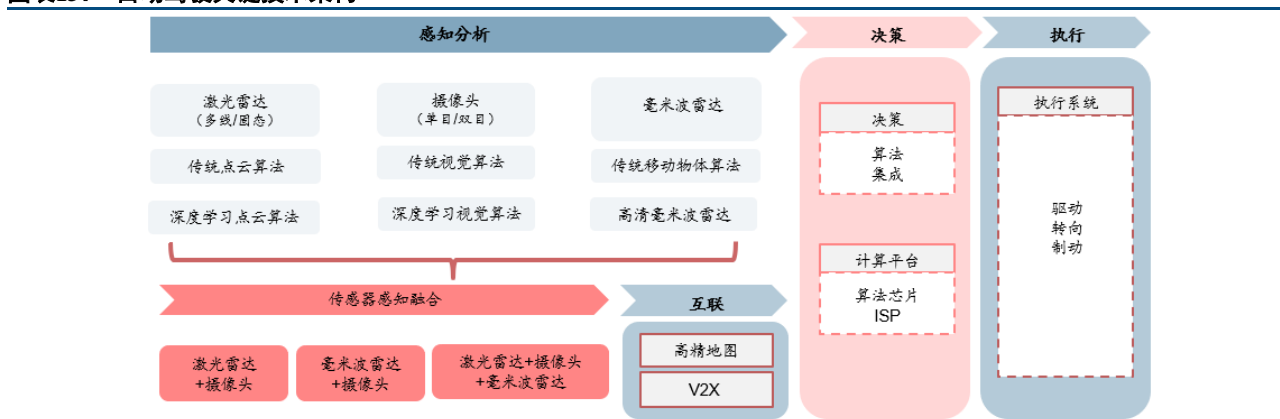 感知分析
决策
执行
激光雷达
（多线/固态）
摄像头
（单目/双目）
毫米波雷达
传统点云算法
传统视觉算法
传统移动物体算法
深度学习点云算法
深度学习视觉算法
高清毫米波雷达
传感器感知融合
互联
激光雷达
+摄像头
毫米波雷达
+摄像头
激光雷达+摄像头
+毫米波雷达
高精地图
V2X
决策
算法
集成
计算平台
算法芯片
ISP
执行系统
驱动
转向
制动